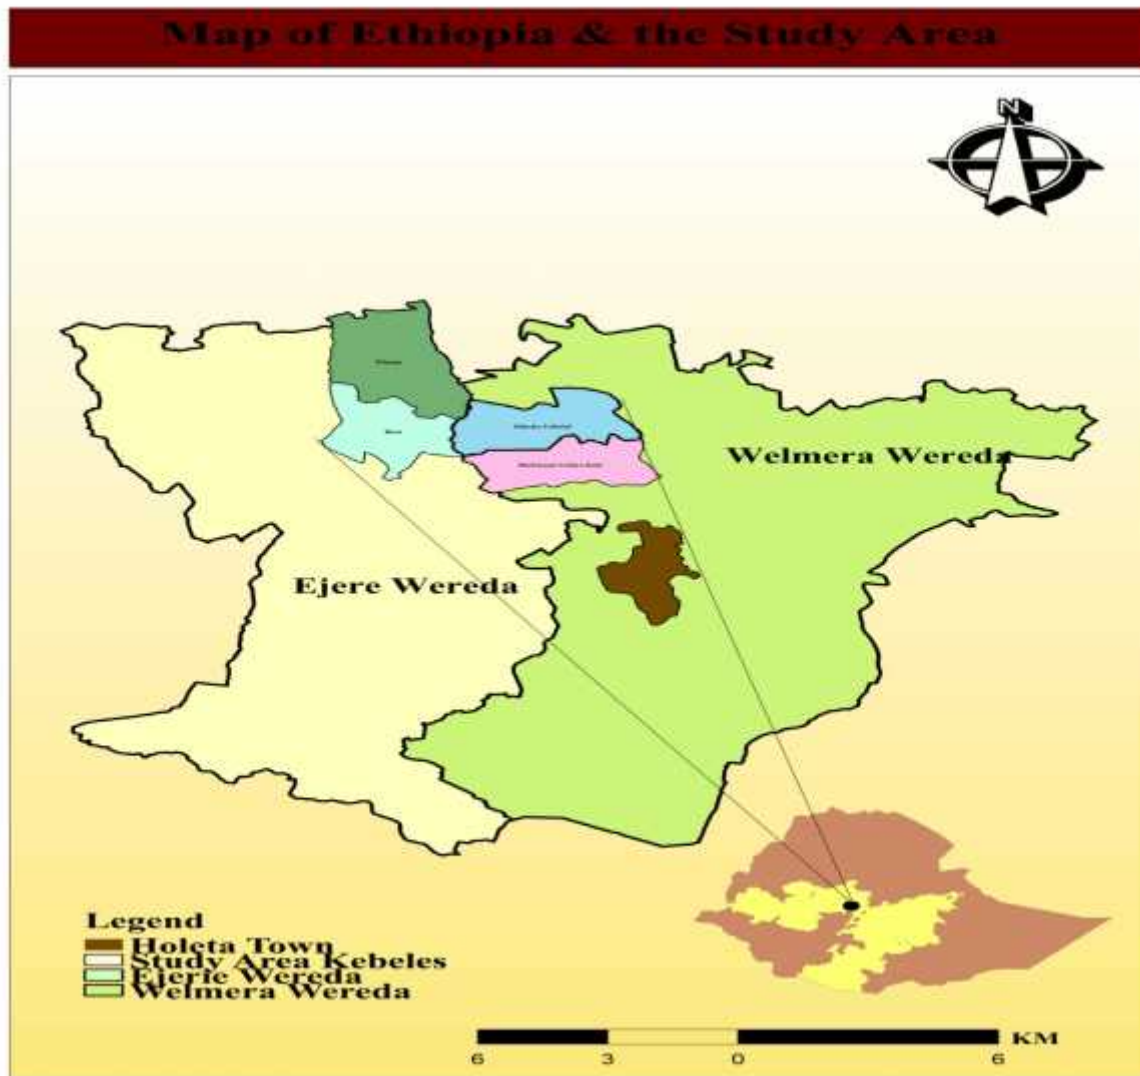 Map of Ethiopia & the Study Area
N
Welmera Wereda
Ejere Wereda
Legend
Holeta Town
Study Area Kebeles
Ejerie Wereda
Welmera Wereda
KM
6 3 0 6